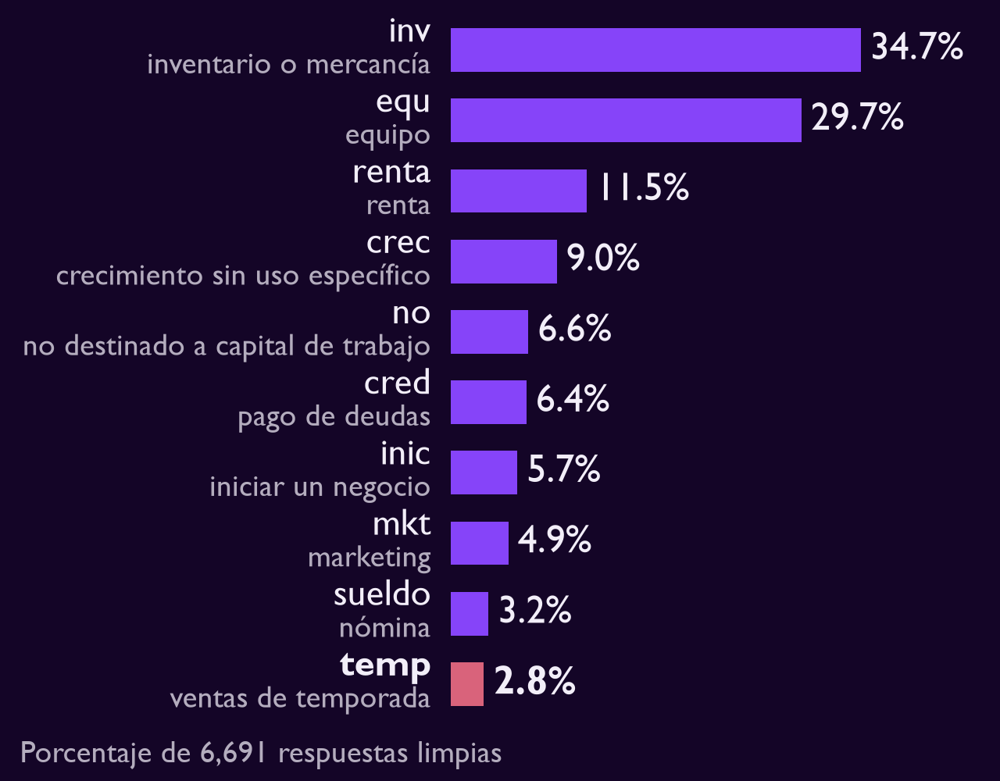 inv
inventario o mercancía
34.7%
equ
equipo
29.7%
renta
renta
11.5%
crec
crecimiento sin uso específico
9.0%
no
no destinado a capital de trabajo
6.6%
cred
pago de deudas
6.4%
inic
iniciar un negocio
5.7%
mkt
marketing
4.9%
sueldo
nómina
3.2%
temp
ventas de temporada
2.8%
Porcentaje de 6,691 respuestas limpias